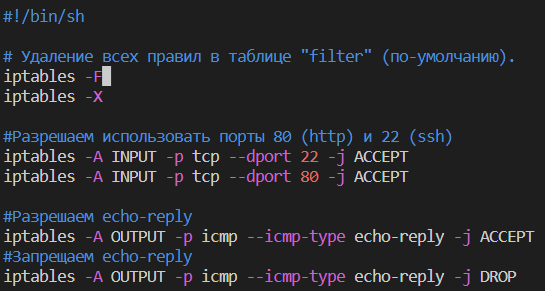 #!/bin/sh
# Удаление всех правил в таблице "filter" (по-умолчанию).
iptables -F
iptables -X
#Разрешаем использовать порты 80 (http) и 22 (ssh)
iptables -A INPUT -p tcp --dport 22 -j ACCEPT
iptables -A INPUT -p tcp --dport 80 -j ACCEPT
#Разрешаем echo-reply
iptables -A OUTPUT -p icmp --icmp-type echo-reply -j ACCEPT
#Запрещаем echo-reply
iptables -A OUTPUT -p icmp --icmp-type echo-reply -j DROP